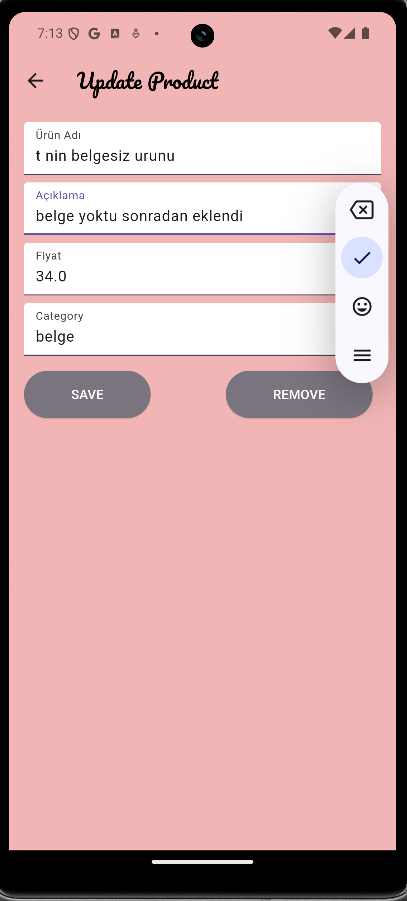 7:13
Update Product
Ürün Adı
t nin belgesiz urunu
Açıklama
belge yoktu sonradan eklendi
Fiyat
34.0
Category
belge
SAVE
REMOVE